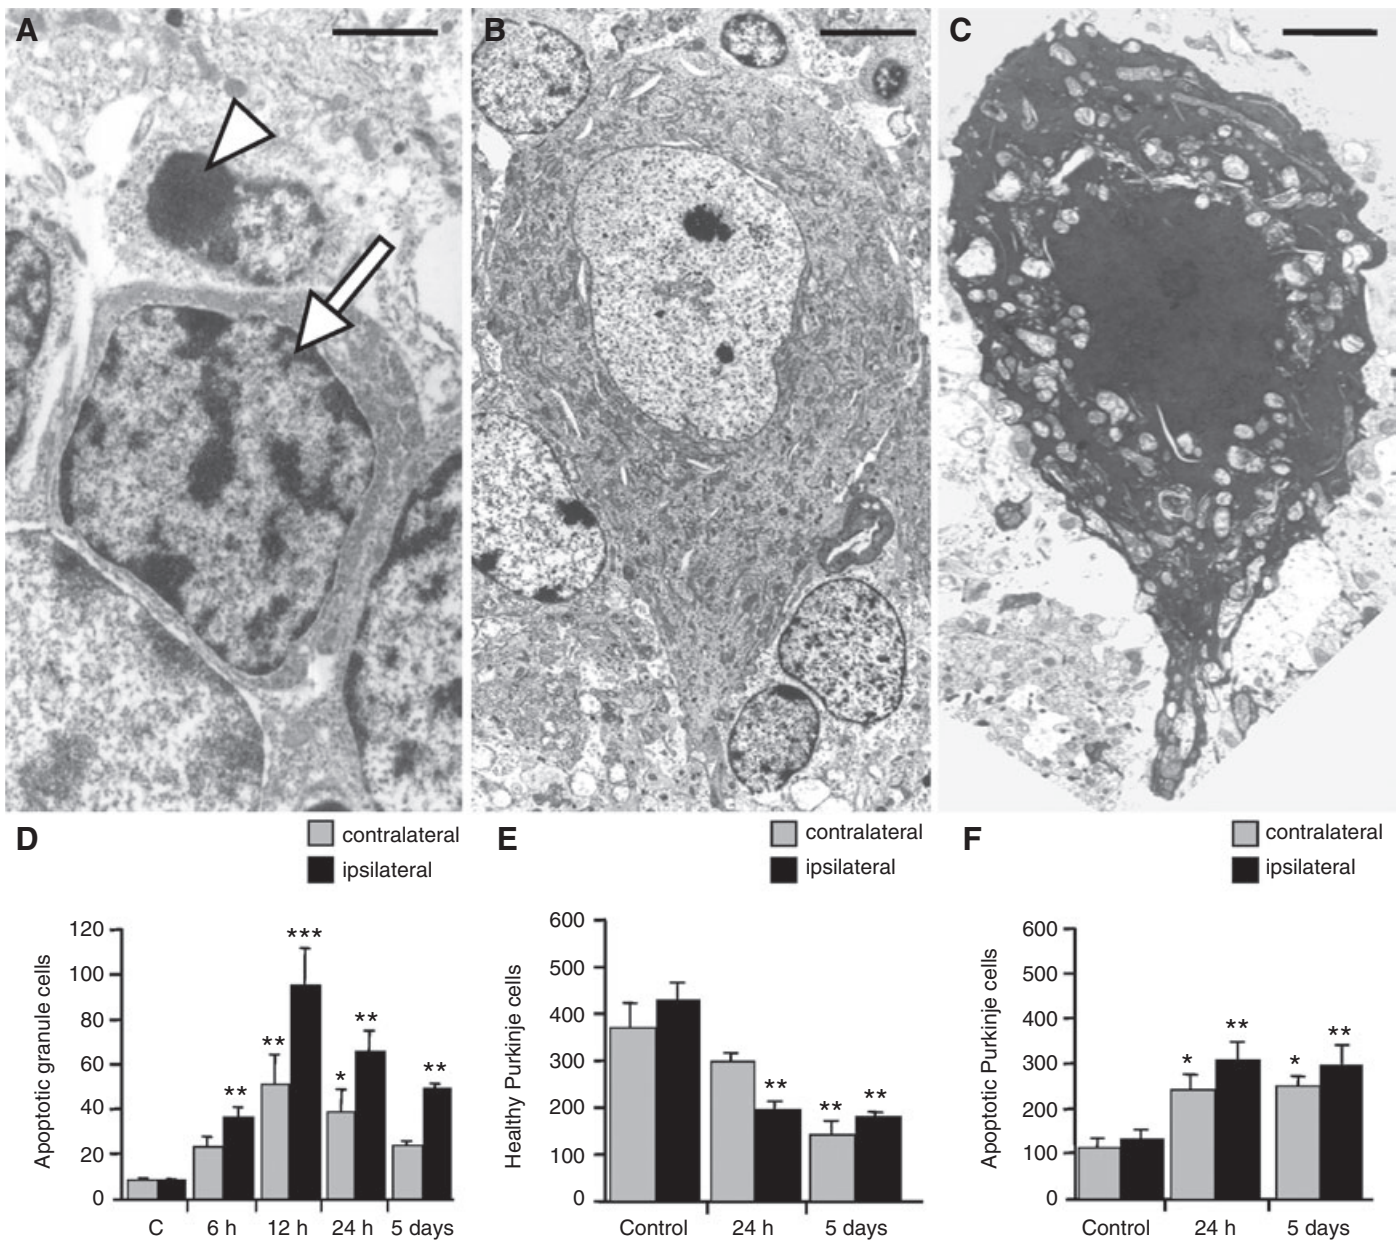 A B C
D E F
contralateral
ipsilateral
contralateral
ipsilateral
contralateral
ipsilateral
Apoptotic granule cells
120
100
80
60
40
20
0
** ** *** * ** **
C 6 h 12 h 24 h 5 days
Healthy Purkinje cells
600
500
400
300
200
100
0
** ** **
Control 24 h 5 days
Apoptotic Purkinje cells
600
500
400
300
200
100
0
* ** * **
Control 24 h 5 days